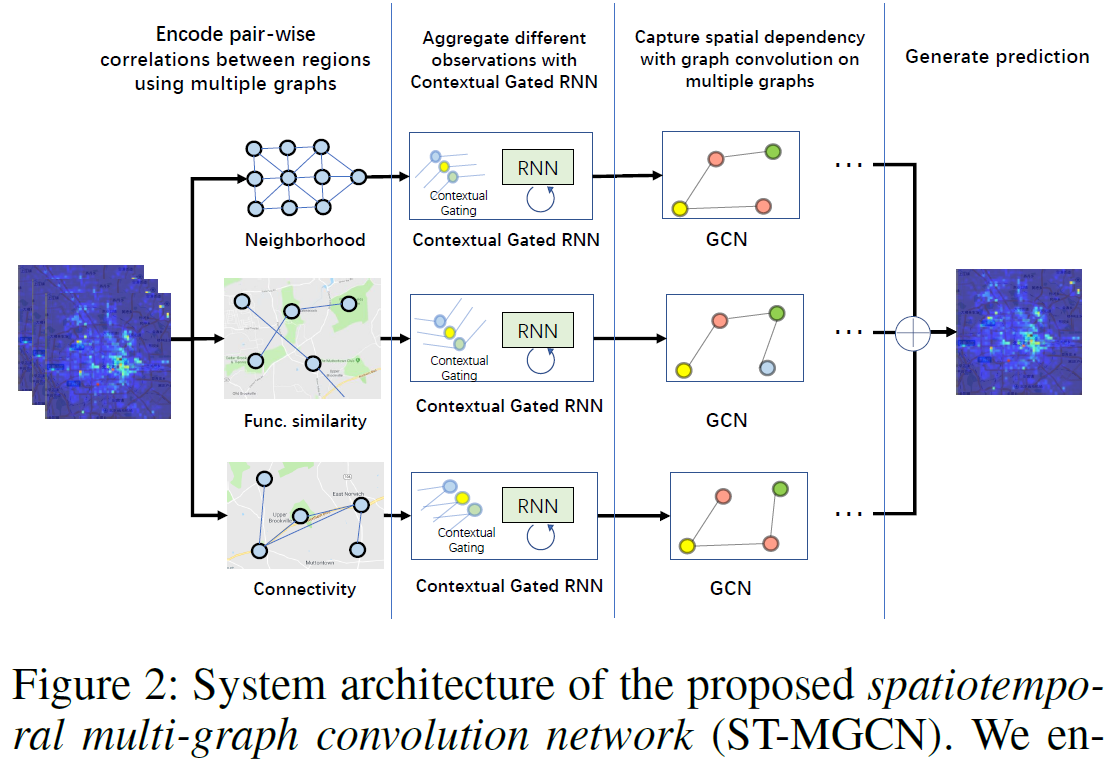 Encode pair-wise
correlations between regions
using multiple graphs
Aggregate different
observations with
Contextual Gated RNN
Capture spatial dependency
with graph convolution on
multiple graphs
Generate prediction
Neighborhood
Contextual
Gating
RNN
Contextual Gated RNN
GCN
...
Func. similarity
Contextual
Gating
RNN
Contextual Gated RNN
GCN
...
East Norwich
Upper
Brookville
Muttontown
Connectivity
Contextual
Gating
RNN
Contextual Gated RNN
GCN
...
Figure 2: System architecture of the proposed spatiotempo-
ral multi-graph convolution network (ST-MGCN). We en-